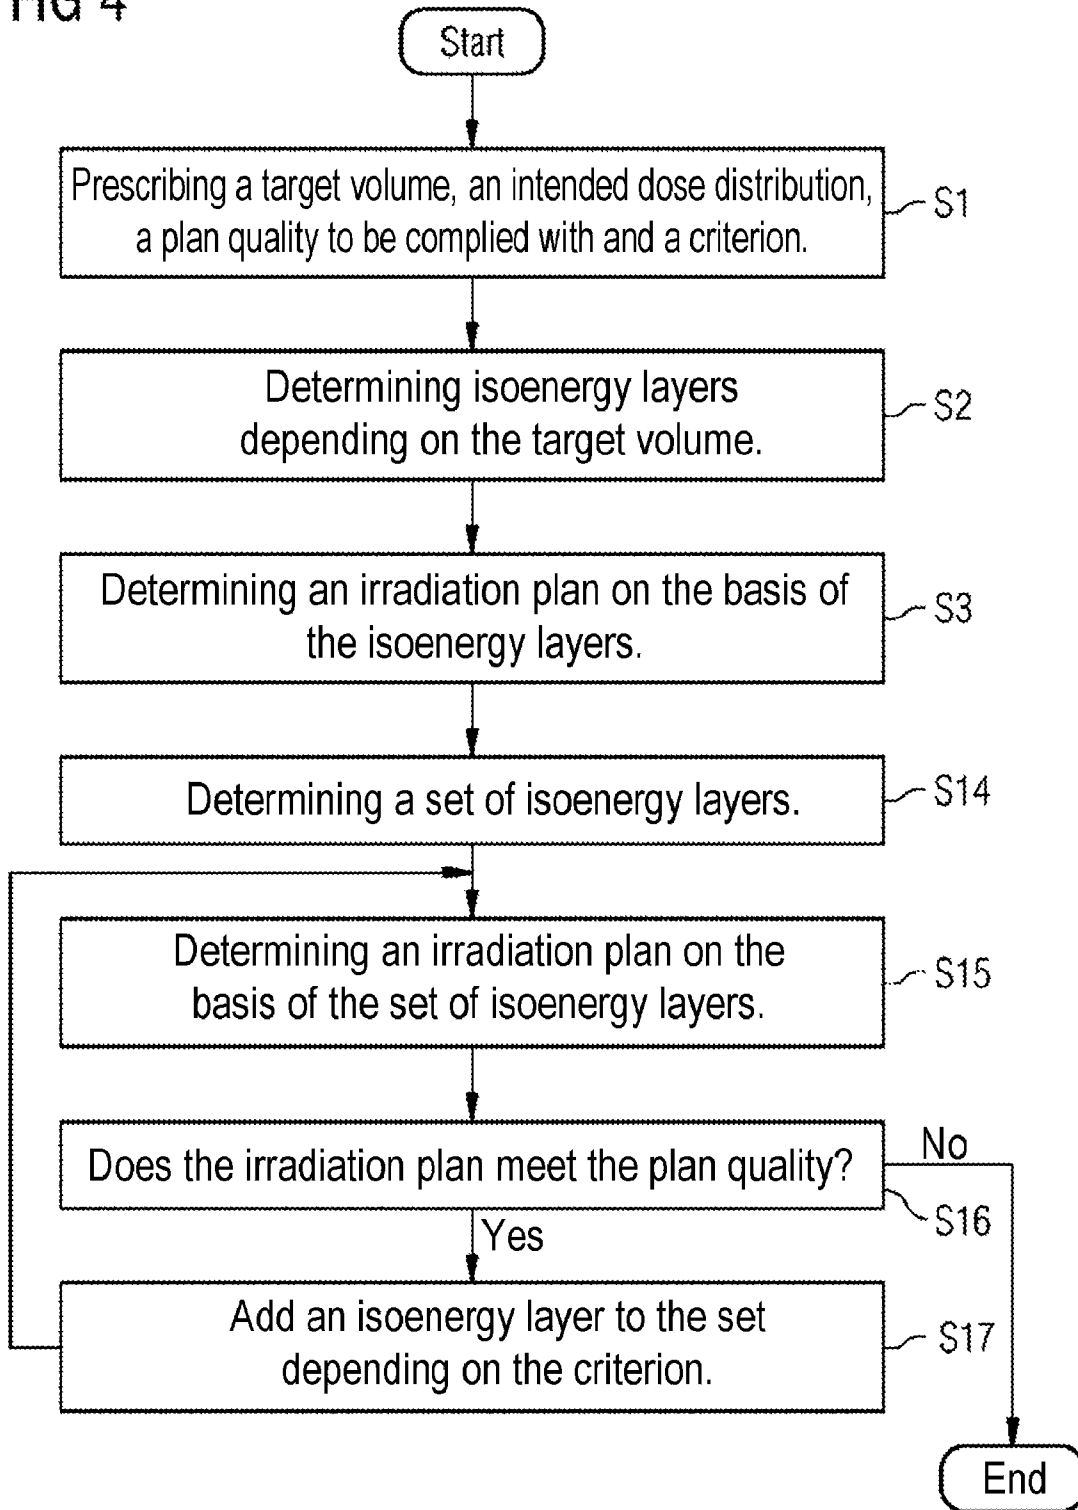 FIG 4
Start
Prescribing a target volume, an intended dose distribution,
a plan quality to be complied with and a criterion.
S1
Determining isoenergy layers
depending on the target volume.
S2
Determining an irradiation plan on the basis of
the isoenergy layers.
S3
Determining a set of isoenergy layers.
S14
Determining an irradiation plan on the
basis of the set of isoenergy layers.
S15
Does the irradiation plan meet the plan quality?
No
S16
Yes
Add an isoenergy layer to the set
depending on the criterion.
S17
End